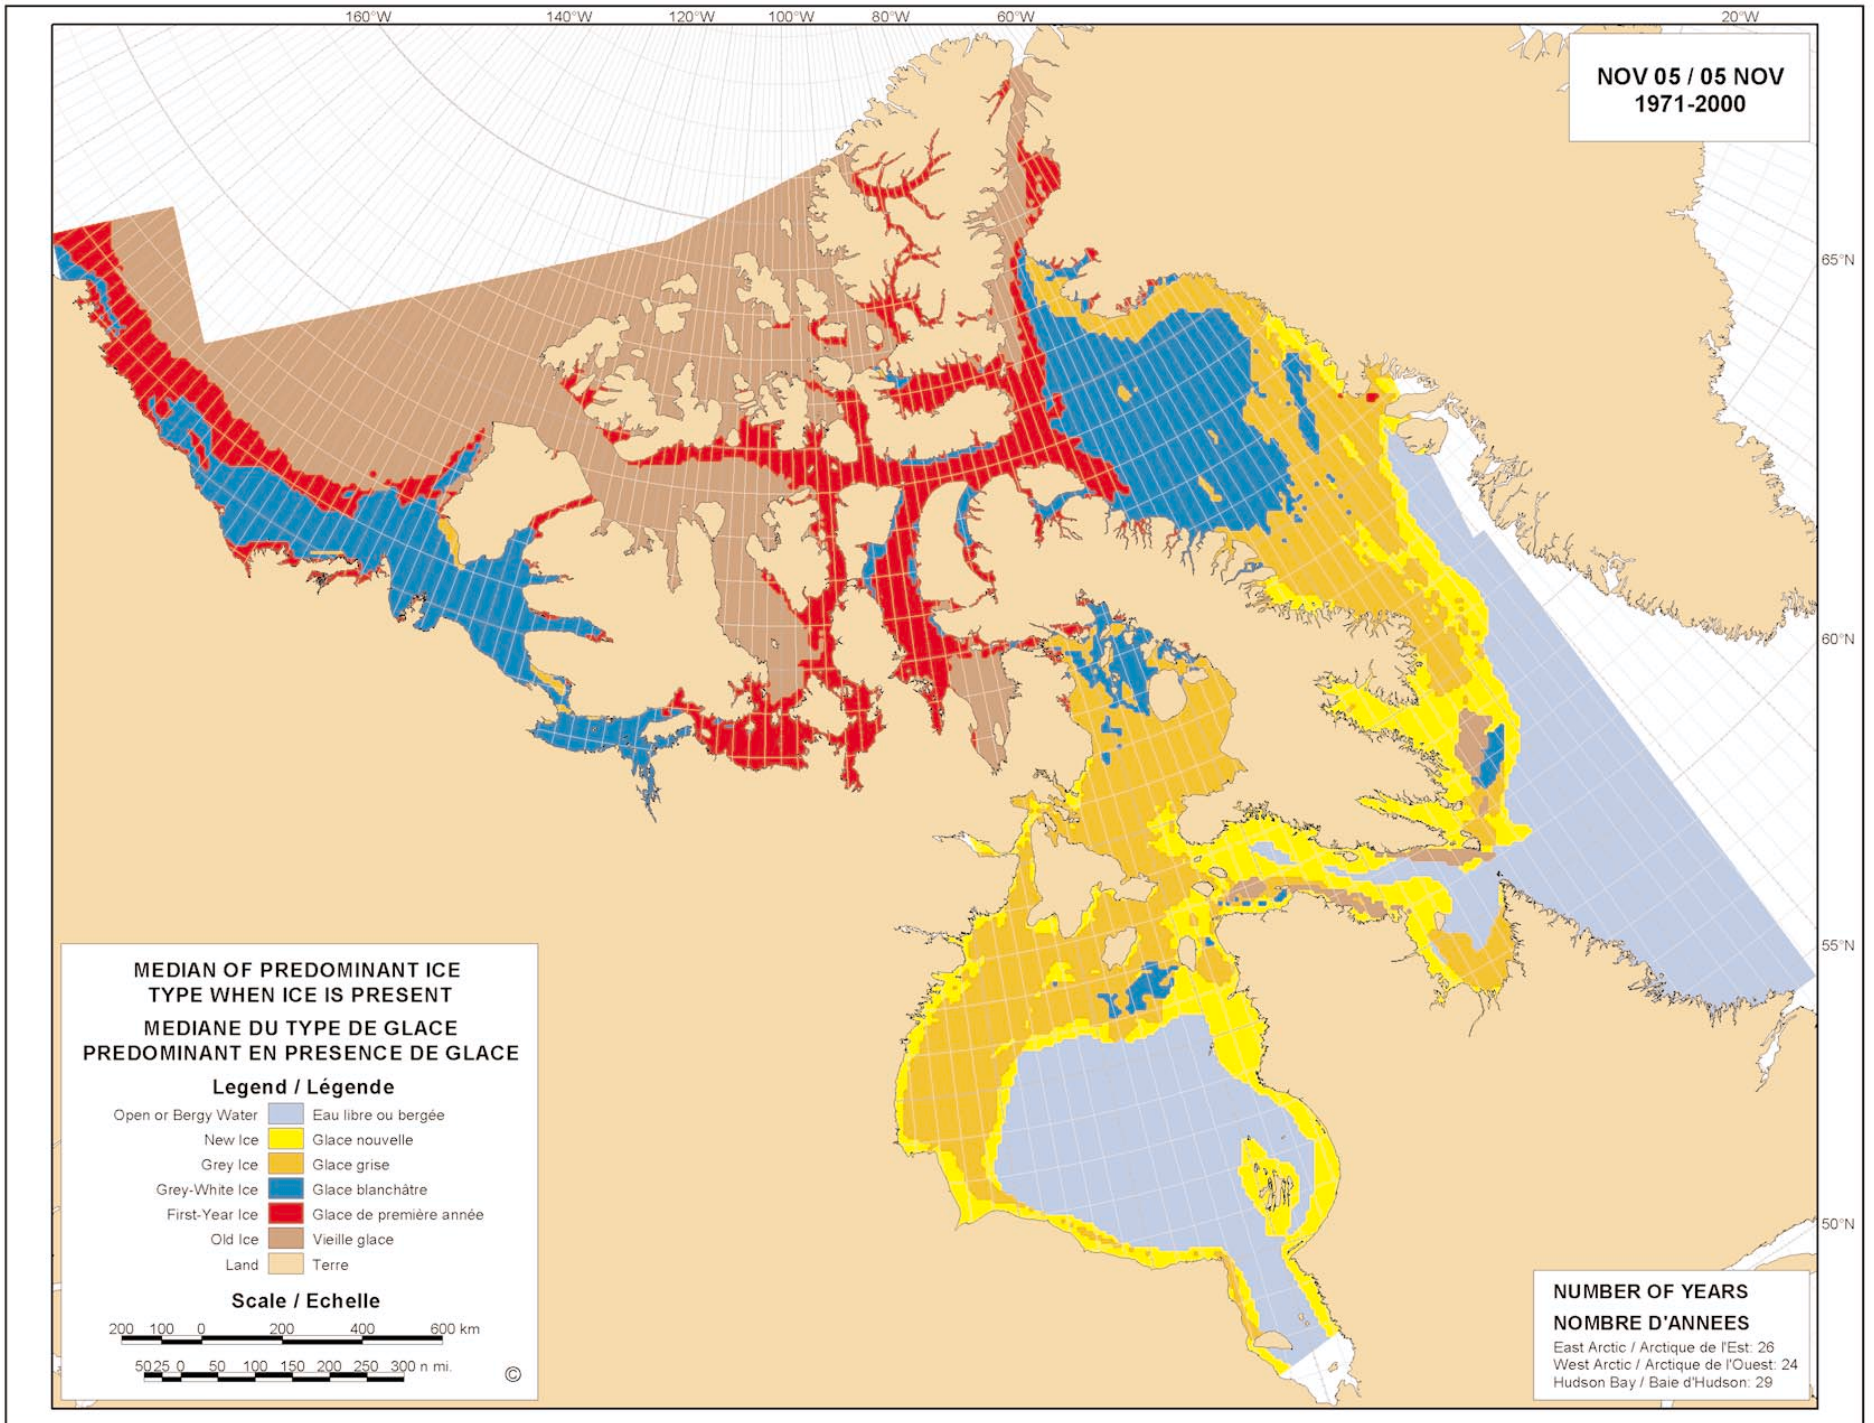 160°W 140°W 120°W 100°W 80°W 60°W 20°W
NOV 05 / 05 NOV
1971-2000
65°N
60°N
55°N
50°N
MEDIAN OF PREDOMINANT ICE
TYPE WHEN ICE IS PRESENT
MEDIANE DU TYPE DE GLACE
PREDOMINANT EN PRESENCE DE GLACE
Legend / Légende
Open or Bergy Water Eau libre ou bergée
New Ice Glace nouvelle
Grey Ice Glace grise
Grey-White Ice Glace blanchâtre
First-Year Ice Glace de première année
Old Ice Vieille glace
Land Terre
Scale / Echelle
200 100 0 200 400 600 km
50 25 0 50 100 150 200 250 300 n mi.
©
NUMBER OF YEARS
NOMBRE D'ANNEES
East Arctic / Arctique de l'Est: 26
West Arctic / Arctique de l'Ouest: 24
Hudson Bay / Baie d'Hudson: 29